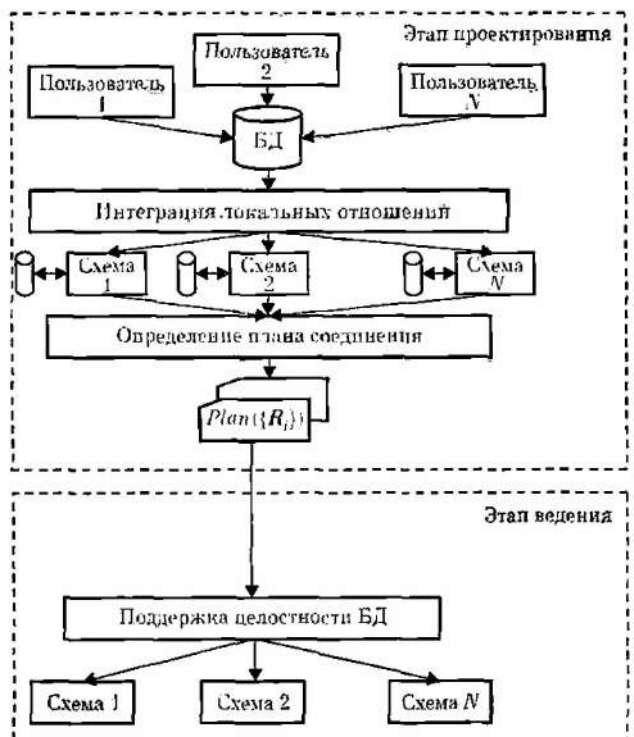 Этап проектирования
Пользователь
1
Пользователь
2
Пользователь
N
БД
Интеграция локальных отношений
Схема
1
Схема
2
Схема
N
Определение плана соединения
Plan({R_i})
Этап ведения
Поддержка целостности БД
Схема 1
Схема 2
Схема N